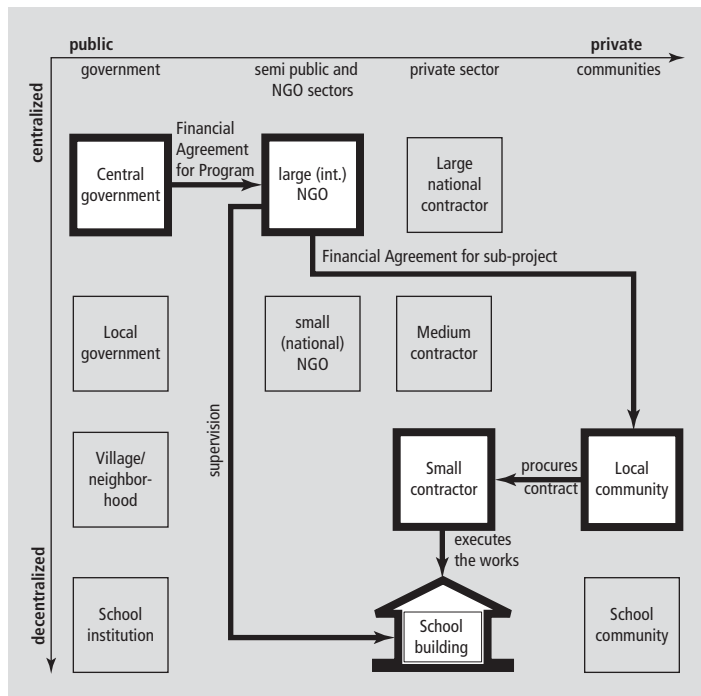 public
private
government
semi public and
NGO sectors
private sector
communities
centralized
Financial
Agreement
for Program
Central
government
large (int.)
NGO
Large
national
contractor
Financial Agreement for sub-project
Local
government
small
(national)
NGO
Medium
contractor
supervision
Village/
neighbor-
hood
Small
contractor
procures
contract
Local
community
executes
the works
decentralized
School
institution
School
building
School
community